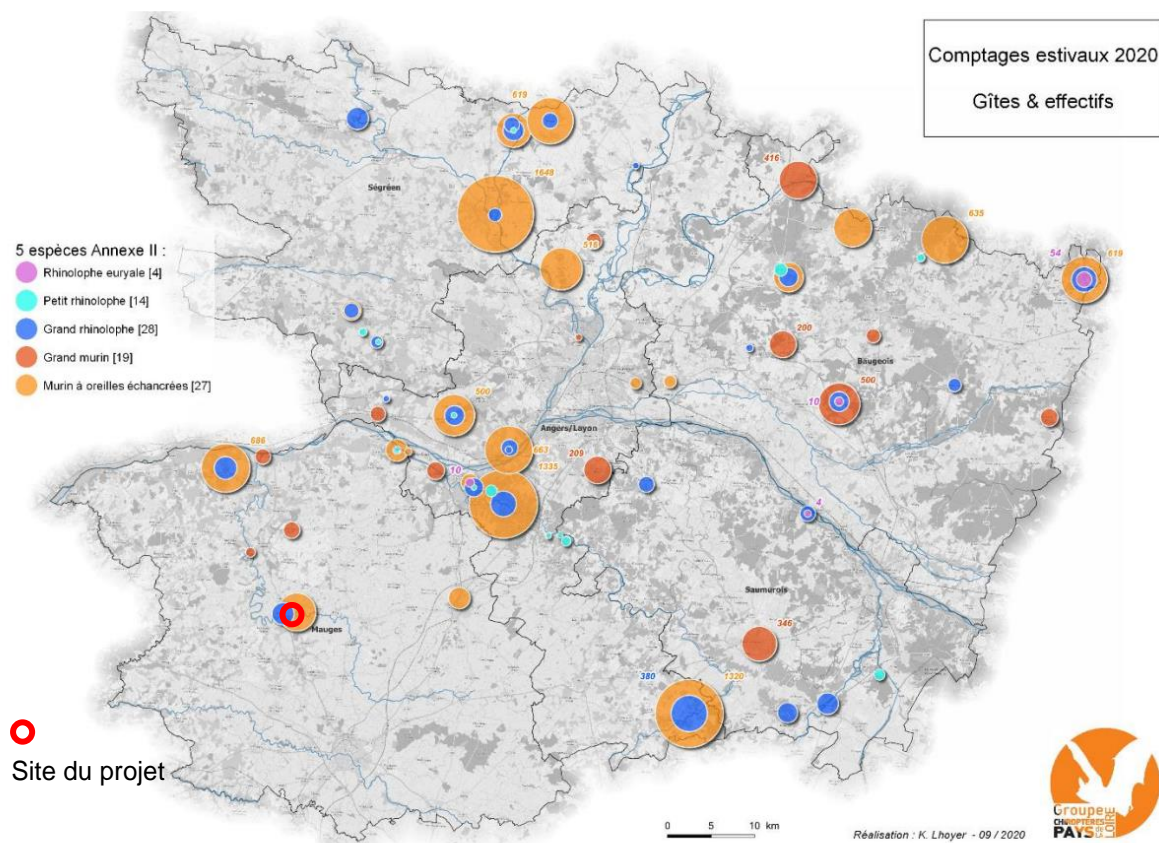 Comptages estivaux 2020
Gîtes & effectifs
619
1648
Ségréen
416
516
635
54
619
5 espèces Annexe II :
Rhinolophe euryale [4]
Petit rhinolophe [14]
Grand rhinolophe [28]
Grand murin [19]
Murin à oreilles échancrées [27]
200
Baugeois
500
10
500
Angers/Layon
663
686
10
1335
209
4
Saumurois
Mauges
346
380
1320
Site du projet
0 5 10 km
Réalisation : K. Lhoyer - 09 / 2020
Groupe
CHIROPTÈRES
PAYS de la
LOIRE